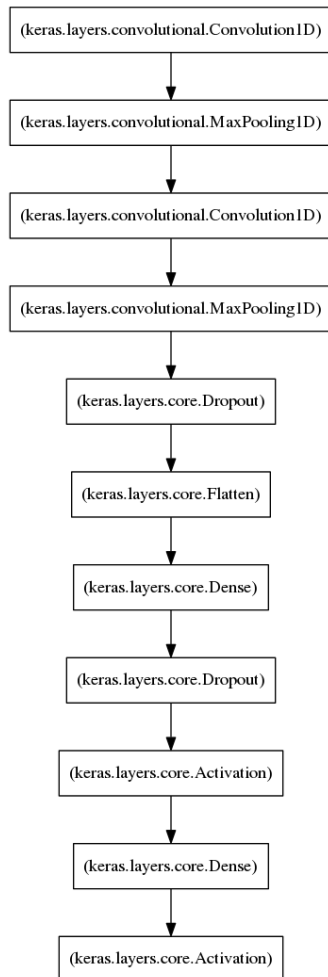 (keras.layers.convolutional.Convolution1D)
(keras.layers.convolutional.MaxPooling1D)
(keras.layers.convolutional.Convolution1D)
(keras.layers.convolutional.MaxPooling1D)
(keras.layers.core.Dropout)
(keras.layers.core.Flatten)
(keras.layers.core.Dense)
(keras.layers.core.Dropout)
(keras.layers.core.Activation)
(keras.layers.core.Dense)
(keras.layers.core.Activation)